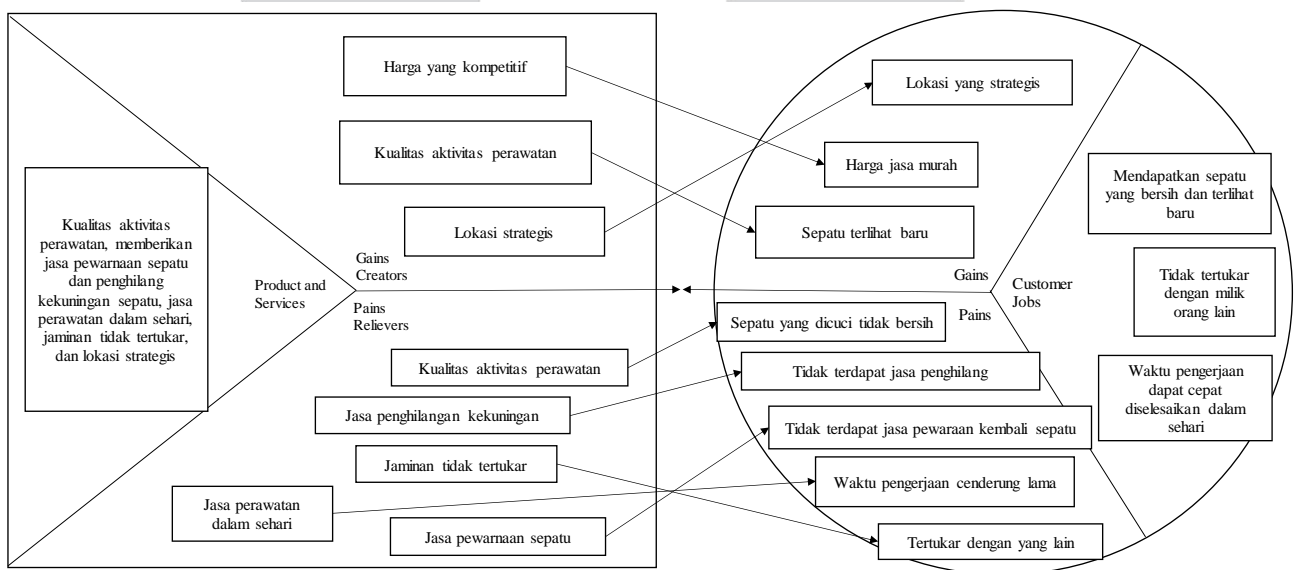 Harga yang kompetitif
Kualitas aktivitas perawatan
Lokasi strategis
Kualitas aktivitas
perawatan, memberikan
jasa pewarnaan sepatu
dan penghilang
kekuningan sepatu, jasa
perawatan dalam sehari,
jaminan tidak tertukar,
dan lokasi strategis
Product and
Services
Gains
Creators
Pains
Relievers
Kualitas aktivitas perawatan
Jasa penghilangan kekuningan
Jaminan tidak tertukar
Jasa perawatan
dalam sehari
Jasa pewarnaan sepatu
Lokasi yang strategis
Harga jasa murah
Sepatu terlihat baru
Gains
Pains
Customer
Jobs
Sepatu yang dicuci tidak bersih
Tidak terdapat jasa penghilang
Tidak terdapat jasa pewaraan kembali sepatu
Waktu pengerjaan cenderung lama
Tertukar dengan yang lain
Mendapatkan sepatu
yang bersih dan terlihat
baru
Tidak tertukar
dengan milik
orang lain
Waktu pengerjaan
dapat cepat
diselesaikan dalam
sehari